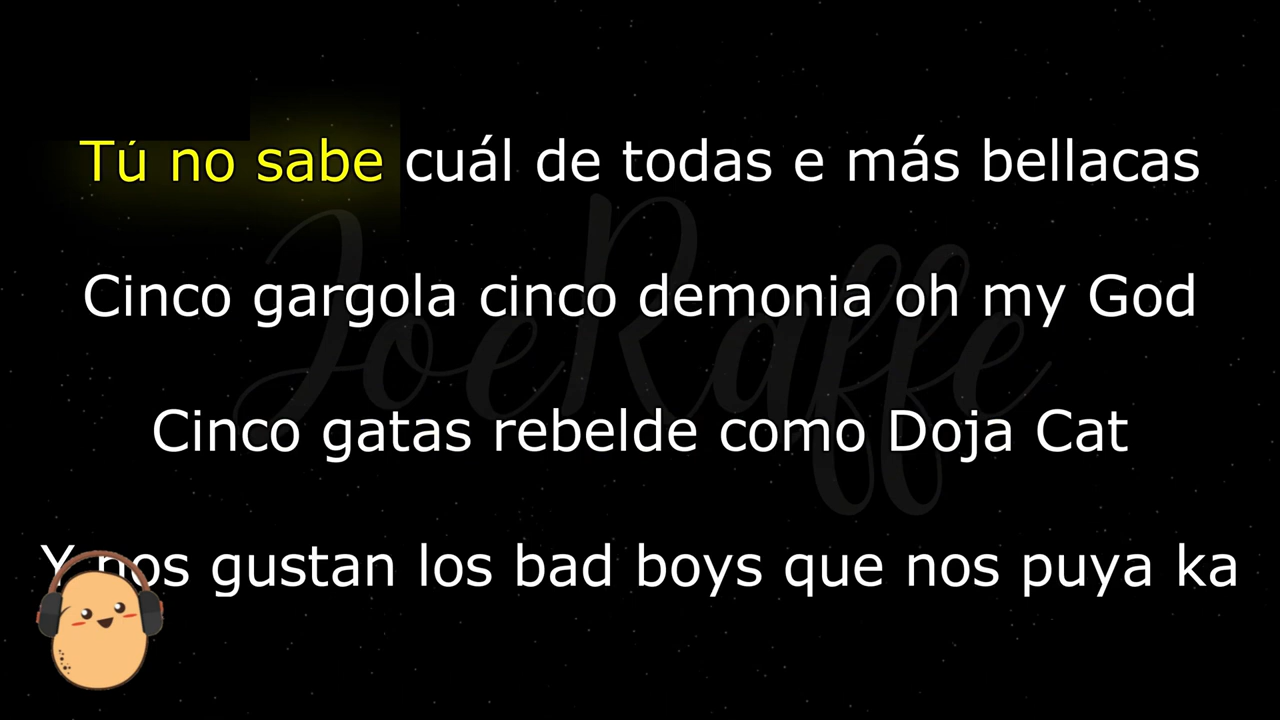 Tú no sabe cuál de todas e más bellacas
Cinco gargola cinco demonia oh my God
JoeRaffe
Cinco gatas rebelde como Doja Cat
Y nos gustan los bad boys que nos puya ka